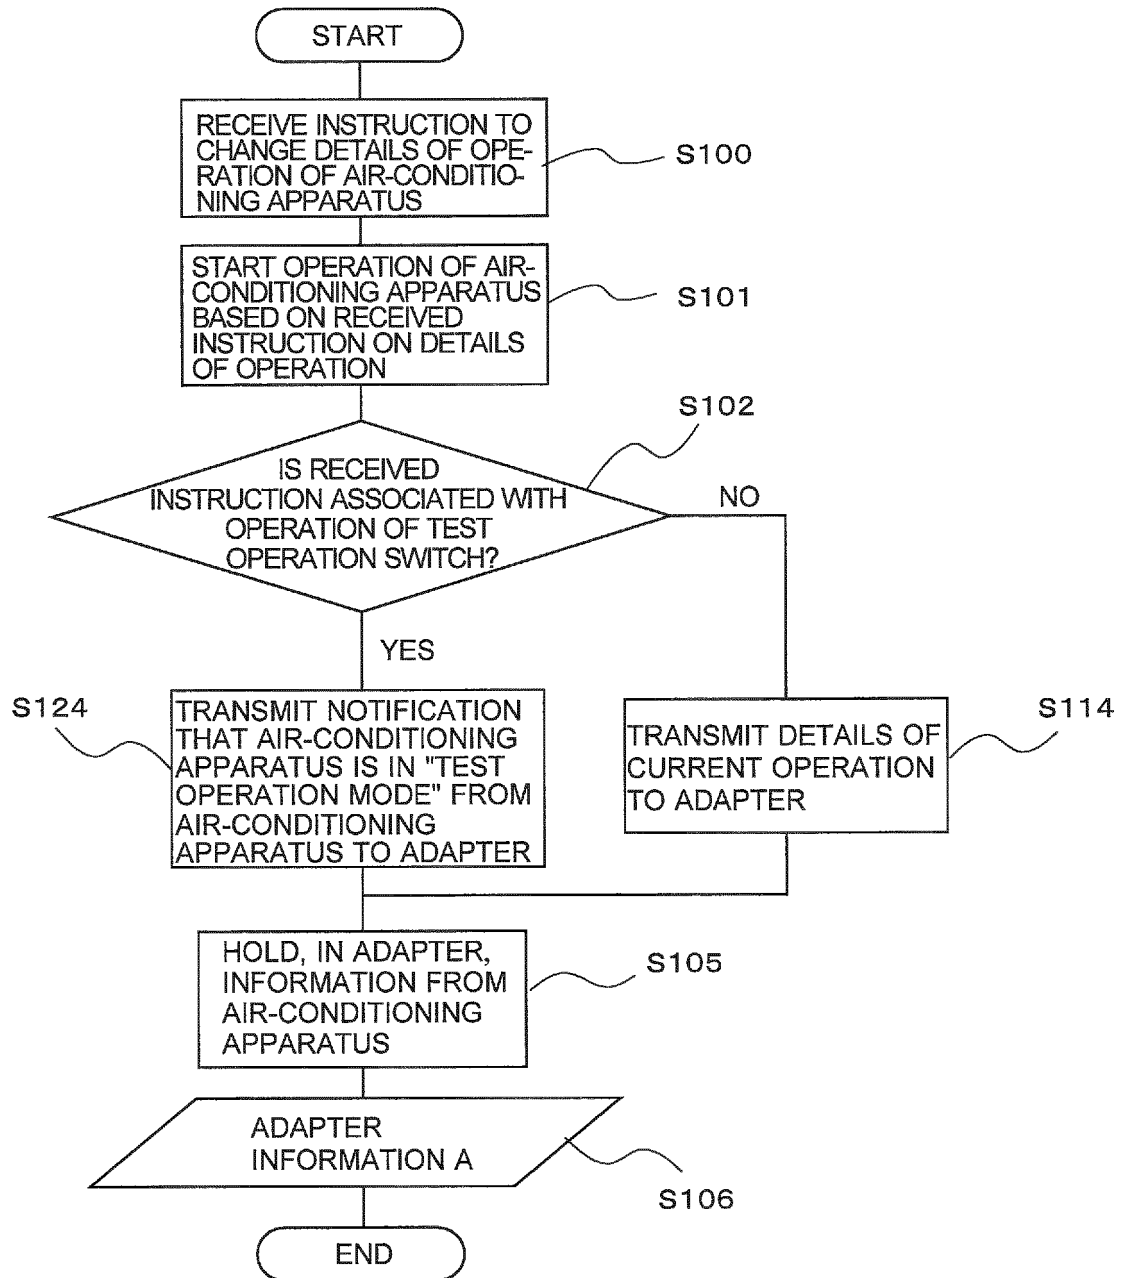 START
RECEIVE INSTRUCTION TO
CHANGE DETAILS OF OPE-
RATION OF AIR-CONDITIO-
NING APPARATUS
S100
START OPERATION OF AIR-
CONDITIONING APPARATUS
BASED ON RECEIVED
INSTRUCTION ON DETAILS
OF OPERATION
S101
S102
IS RECEIVED
INSTRUCTION ASSOCIATED WITH
OPERATION OF TEST
OPERATION SWITCH?
NO
YES
S124
TRANSMIT NOTIFICATION
THAT AIR-CONDITIONING
APPARATUS IS IN "TEST
OPERATION MODE" FROM
AIR-CONDITIONING
APPARATUS TO ADAPTER
S114
TRANSMIT DETAILS OF
CURRENT OPERATION
TO ADAPTER
HOLD, IN ADAPTER,
INFORMATION FROM
AIR-CONDITIONING
APPARATUS
S105
ADAPTER
INFORMATION A
S106
END